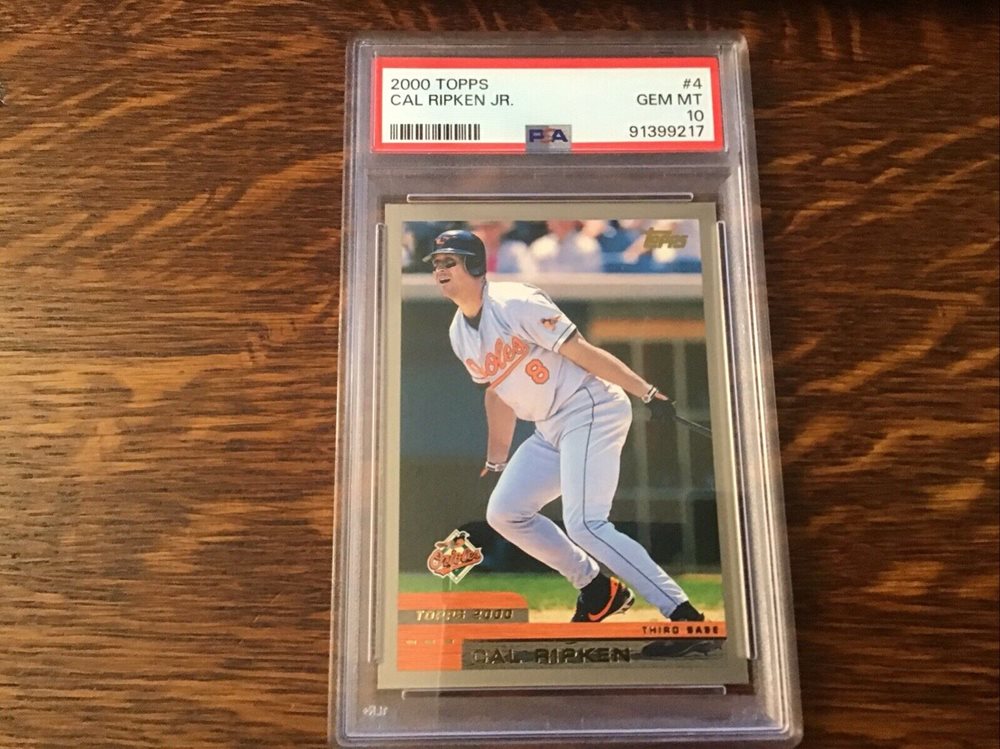 2000 TOPPS #4
CAL RIPKEN JR. GEM MT
10
PSA 91399217
Topps
Orioles
8
Orioles
TOPPS 2000
THIRD BASE
CAL RIPKEN